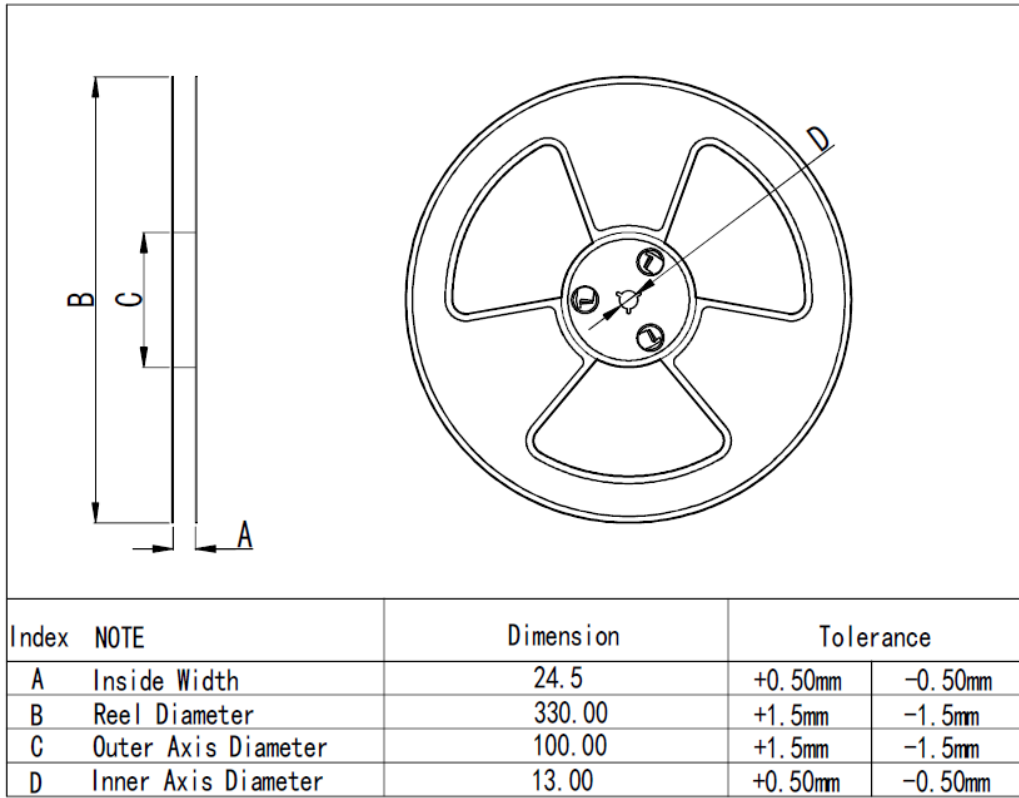 D
B
C
A
Index NOTE Dimension Tolerance
A Inside Width 24.5 +0.50mm -0.50mm
B Reel Diameter 330.00 +1.5mm -1.5mm
C Outer Axis Diameter 100.00 +1.5mm -1.5mm
D Inner Axis Diameter 13.00 +0.50mm -0.50mm